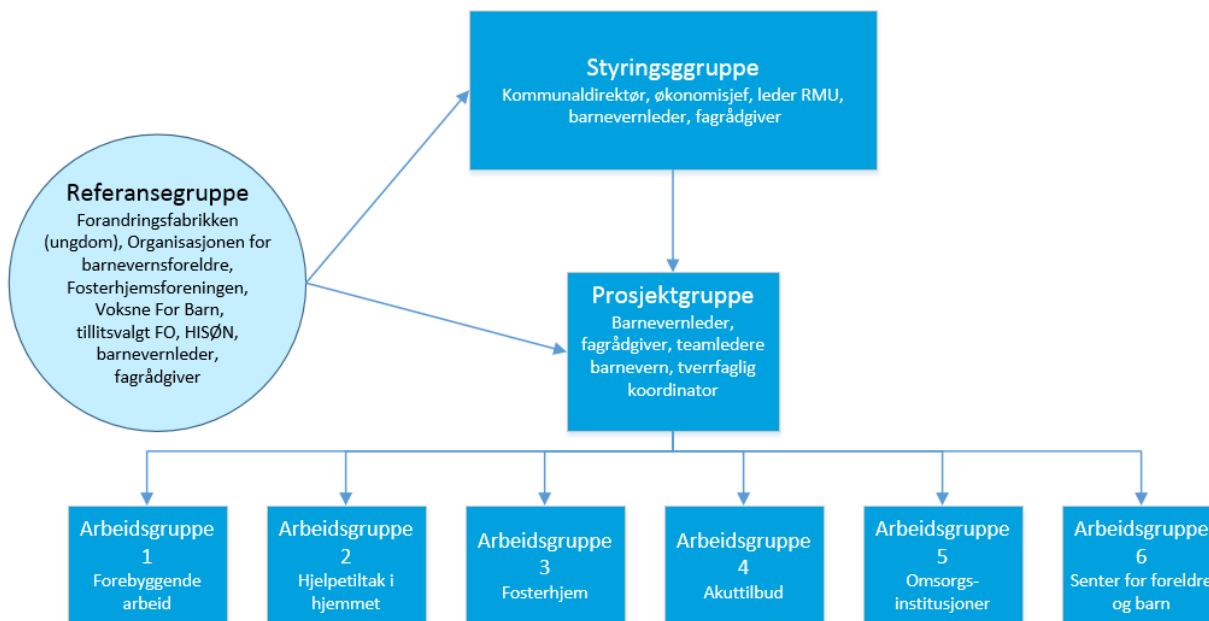 Styringsggruppe
Kommunaldirektør, økonomisjef, leder RMU,
barnevernleder, fagrådgiver
Referansegruppe
Forandringsfabrikken
(ungdom), Organisasjonen for
barnevernsforeldre,
Fosterhjemsforeningen,
Voksne For Barn,
tillitsvalgt FO, HISØN,
barnevernleder,
fagrådgiver
Prosjektgruppe
Barnevernleder,
fagrådgiver, teamledere
barnevern, tverrfaglig
koordinator
Arbeidsgruppe
1
Forebyggende
arbeid
Arbeidsgruppe
2
Hjelpetiltak i
hjemmet
Arbeidsgruppe
3
Fosterhjem
Arbeidsgruppe
4
Akuttilbud
Arbeidsgruppe
5
Omsorgs-
institusjoner
Arbeidsgruppe
6
Senter for foreldre
og barn